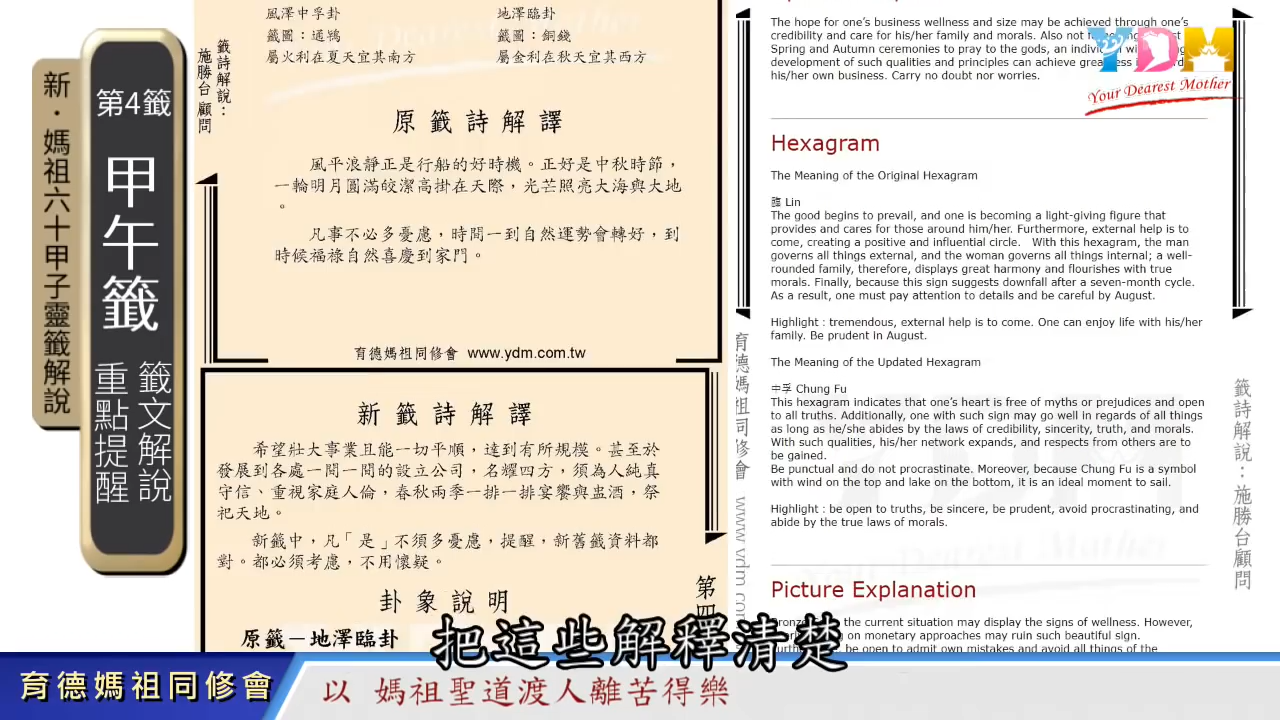 新．媽祖六十甲子靈籤解說
第4籤
甲午籤
籤文解說
重點提醒
籤詩解說：
施勝台 顧問
風澤中孚卦
籤圖：通鴇
屬火利在夏天宜其南方
地澤臨卦
籤圖：銅錢
屬金利在秋天宜其西方
原籤詩解譯
風平浪靜正是行船的好時機。正好是中秋時節，
一輪明月圓滿皎潔高掛在天際，光芒照亮大海與大地
。
凡事不必多憂慮，時間一到自然運勢會轉好，到
時候福祿自然喜慶到家門。
育德媽祖同修會 www.ydm.com.tw
新籤詩解譯
希望壯大事業且能一切平順，達到有所規模。甚至於
發展到各處一間一間的設立公司，名耀四方，須為人純真
守信、重視家庭人倫，春秋兩季一排一排宴饗與盅酒，祭
祀天地。
新籤中，凡「是」不須多憂慮，提醒，新舊籤資料都
對。都必須考慮，不用懷疑。
卦象說明
原籤－地澤臨卦
第四
The hope for one's business wellness and size may be achieved through one's
credibility and care for his/her family and morals. Also not
Spring and Autumn ceremonies to pray to the gods, an
development of such qualities and principles can achieve
his/her own business. Carry no doubt nor worries.
YDM
Your Dearest Mother
Hexagram
The Meaning of the Original Hexagram
臨 Lin
The good begins to prevail, and one is becoming a light-giving figure that
provides and cares for those around him/her. Furthermore, external help is to
come, creating a positive and influential circle. With this hexagram, the man
governs all things external, and the woman governs all things internal; a well-
rounded family, therefore, displays great harmony and flourishes with true
morals. Finally, because this sign suggests downfall after a seven-month cycle.
As a result, one must pay attention to details and be careful by August.
Highlight : tremendous, external help is to come. One can enjoy life with his/her
family. Be prudent in August.
The Meaning of the Updated Hexagram
中孚 Chung Fu
This hexagram indicates that one's heart is free of myths or prejudices and open
to all truths. Additionally, one with such sign may go well in regards of all things
as long as he/she abides by the laws of credibility, sincerity, truth, and morals.
With such qualities, his/her network expands, and respects from others are to
be gained.
Be punctual and do not procrastinate. Moreover, because Chung Fu is a symbol
with wind on the top and lake on the bottom, it is an ideal moment to sail.
Highlight : be open to truths, be sincere, be prudent, avoid procrastinating, and
abide by the true laws of morals.
Picture Explanation
the current situation may display the signs of wellness. However,
on monetary approaches may ruin such beautiful sign.
be open to admit own mistakes and avoid all things of the
育德媽祖同修會 www.ydm.com
籤詩解說：施勝台顧問
把這些解釋清楚
育德媽祖同修會
以 媽祖聖道渡人離苦得樂